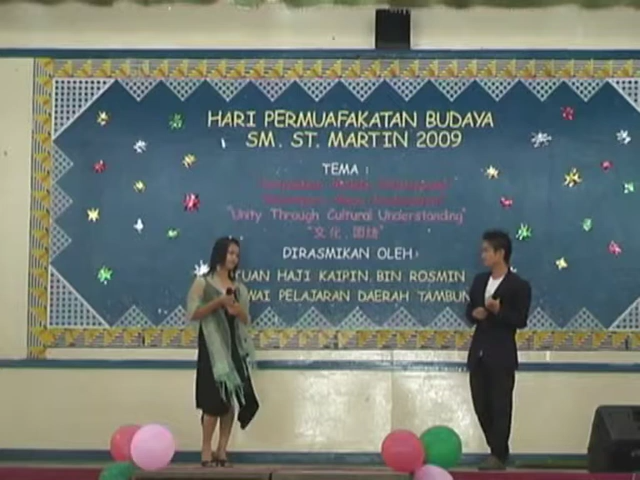 HARI PERMUAFAKATAN BUDAYA
SM. ST. MARTIN 2009
TEMA :
"Unity Through Cultural Understanding"
"文化 团结"
DIRASMIKAN OLEH:
TUAN HAJI KAIPIN BIN ROSMIN
PELAJARAN DAERAH